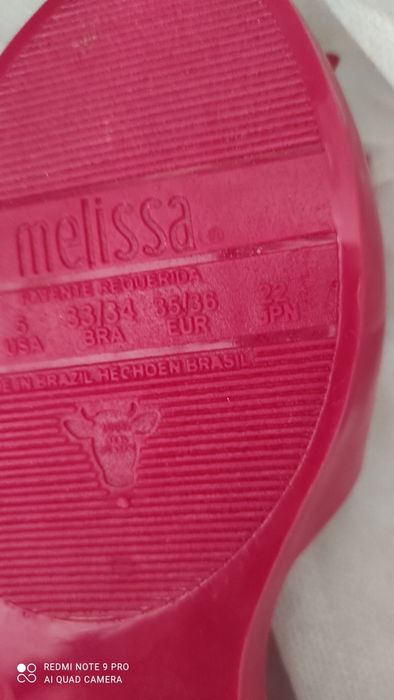 melissa®
PATENTE REQUERIDA
5 33/34 35/36 22
USA BRA EUR JPN
E IN BRAZIL HECHO EN BRASIL
REDMI NOTE 9 PRO
AI QUAD CAMERA